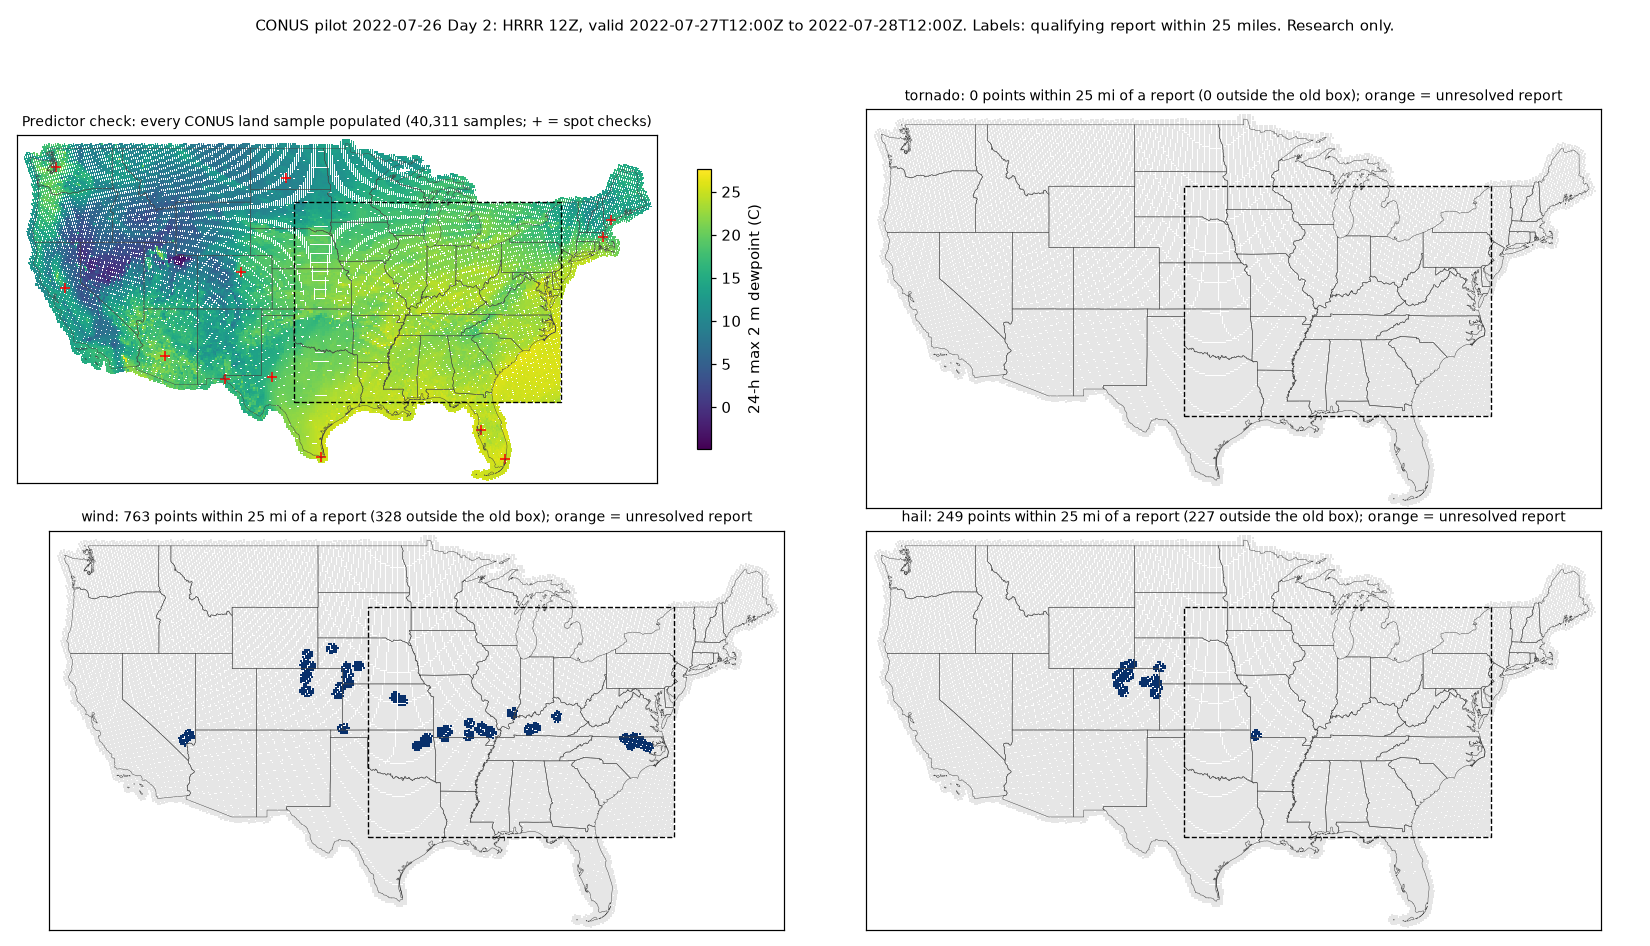 CONUS pilot 2022-07-26 Day 2: HRRR 12Z, valid 2022-07-27T12:00Z to 2022-07-28T12:00Z. Labels: qualifying report within 25 miles. Research only.
Predictor check: every CONUS land sample populated (40,311 samples; + = spot checks)
25
20
15
10
5
0
24-h max 2 m dewpoint (C)
tornado: 0 points within 25 mi of a report (0 outside the old box); orange = unresolved report
wind: 763 points within 25 mi of a report (328 outside the old box); orange = unresolved report
hail: 249 points within 25 mi of a report (227 outside the old box); orange = unresolved report